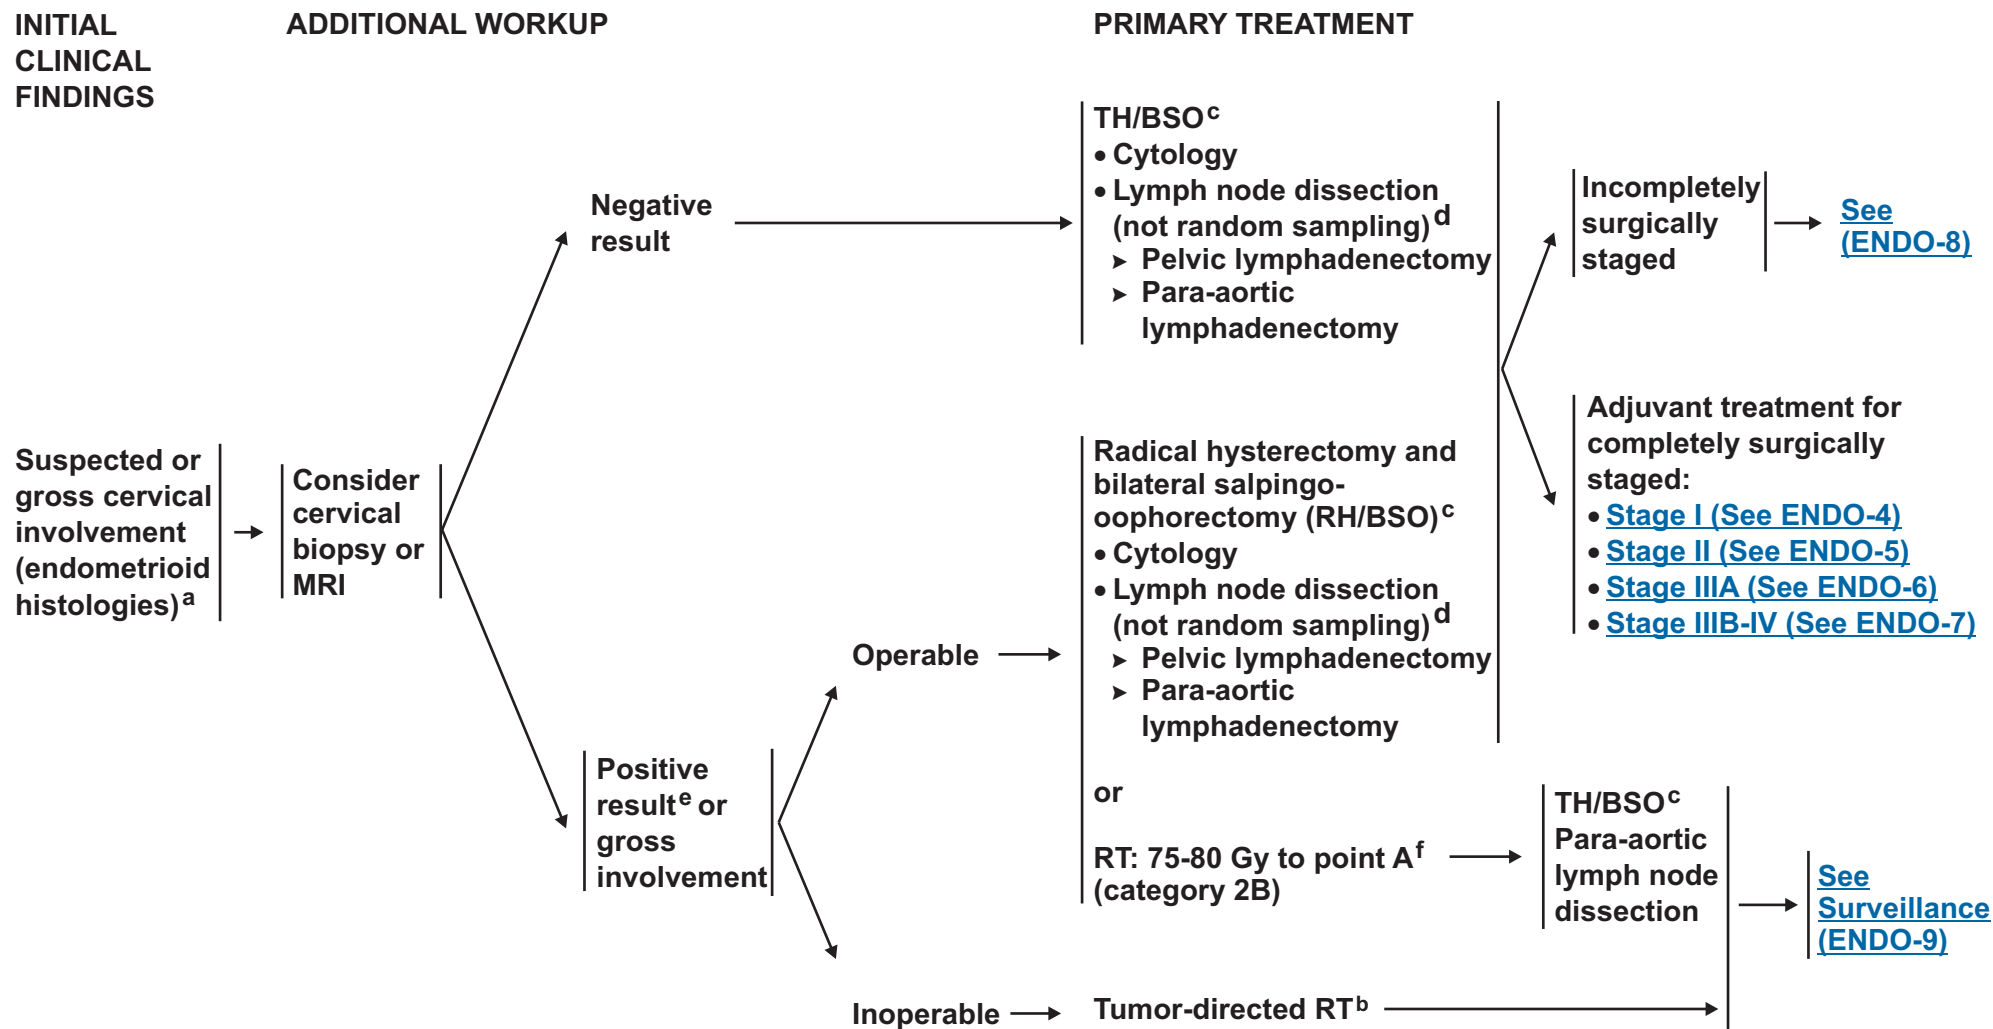 INITIAL
CLINICAL
FINDINGS
ADDITIONAL WORKUP
PRIMARY TREATMENT
Suspected or
gross cervical
involvement
(endometrioid
histologies)a
Consider
cervical
biopsy or
MRI
Negative
result
Positive
resulte or
gross
involvement
Operable
Inoperable
TH/BSOc
• Cytology
• Lymph node dissection
(not random sampling)d
➤ Pelvic lymphadenectomy
➤ Para-aortic
lymphadenectomy
Radical hysterectomy and
bilateral salpingo-
oophorectomy (RH/BSO)c
• Cytology
• Lymph node dissection
(not random sampling)d
➤ Pelvic lymphadenectomy
➤ Para-aortic
lymphadenectomy
or
RT: 75-80 Gy to point Af
(category 2B)
Tumor-directed RTb
Incompletely
surgically
staged
See
(ENDO-8)
Adjuvant treatment for
completely surgically
staged:
• Stage I (See ENDO-4)
• Stage II (See ENDO-5)
• Stage IIIA (See ENDO-6)
• Stage IIIB-IV (See ENDO-7)
TH/BSOc
Para-aortic
lymph node
dissection
See
Surveillance
(ENDO-9)